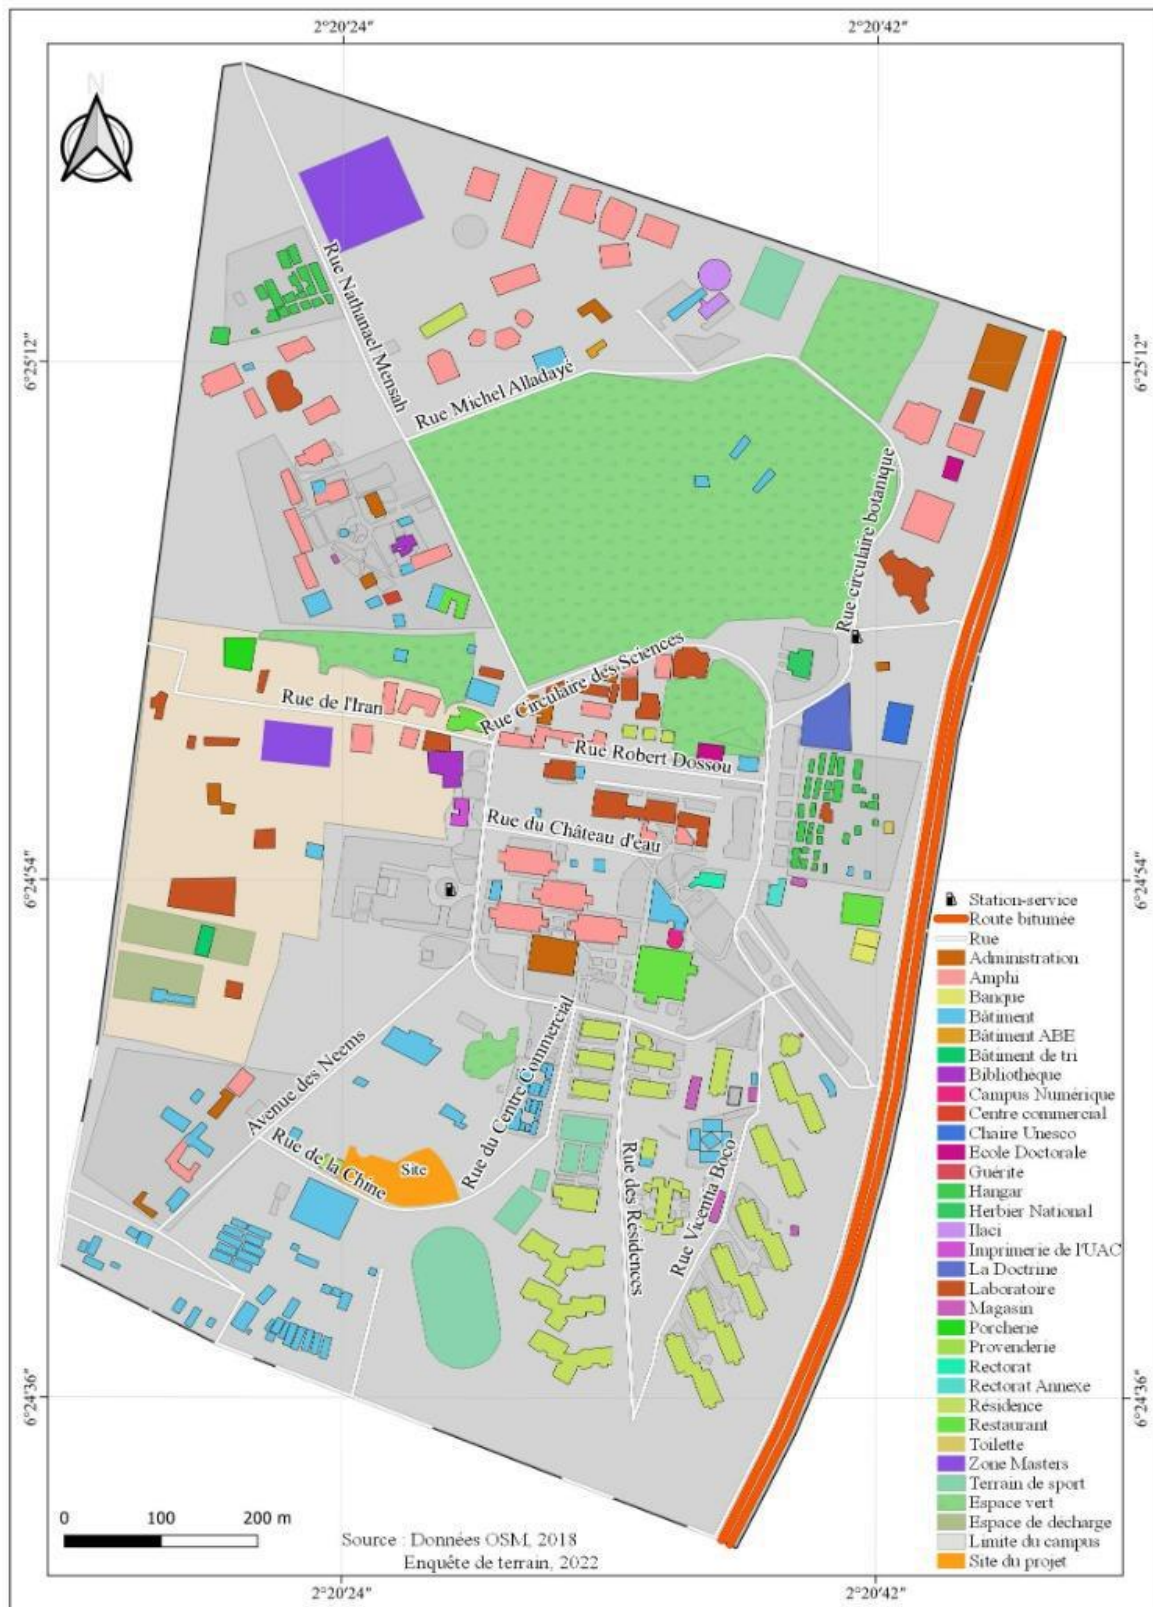 2°20'24" 2°20'42"
N
6°25'12" 6°25'12"
Rue Nathanael Mensah
Rue Michel Alladayé
Rue circulaire botanique
Rue Circulaire des Sciences
Rue de l'Iran
Rue Robert Dossou
Rue du Château d'eau
6°24'54" 6°24'54"
Avenue des Neems
Rue du Centre Commercial
Rue de la Chine
Site
Rue des Residences
Rue Vicentia Boco
6°24'36" 6°24'36"
Station-service
Route bitumée
Rue
Administration
Amphi
Banque
Bâtiment
Bâtiment ABE
Bâtiment de tri
Bibliothèque
Campus Numérique
Centre commercial
Chaire Unesco
Ecole Doctorale
Guérite
Hangar
Herbier National
Ilaci
Imprimerie de l'UAC
La Doctrine
Laboratoire
Magasin
Porcherie
Provenderie
Rectorat
Rectorat Annexe
Résidence
Restaurant
Toilette
Zone Masters
Terrain de sport
Espace vert
Espace de décharge
Limite du campus
Site du projet
0 100 200 m
Source : Données OSM, 2018
Enquête de terrain, 2022
2°20'24" 2°20'42"